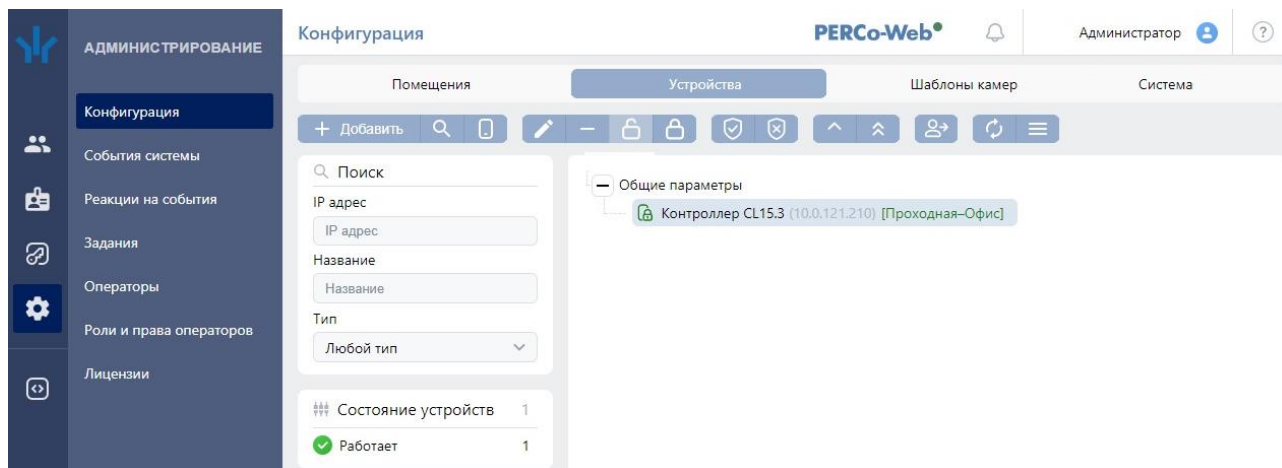 АДМИНИСТРИРОВАНИЕ
Конфигурация
События системы
Реакции на события
Задания
Операторы
Роли и права операторов
Лицензии
Конфигурация
PERCo-Web
Администратор
?
Помещения
Устройства
Шаблоны камер
Система
+ Добавить
Поиск
IP адрес
IP адрес
Название
Название
Тип
Любой тип
Состояние устройств 1
Работает 1
Общие параметры
Контроллер CL15.3 (10.0.121.210) [Проходная–Офис]